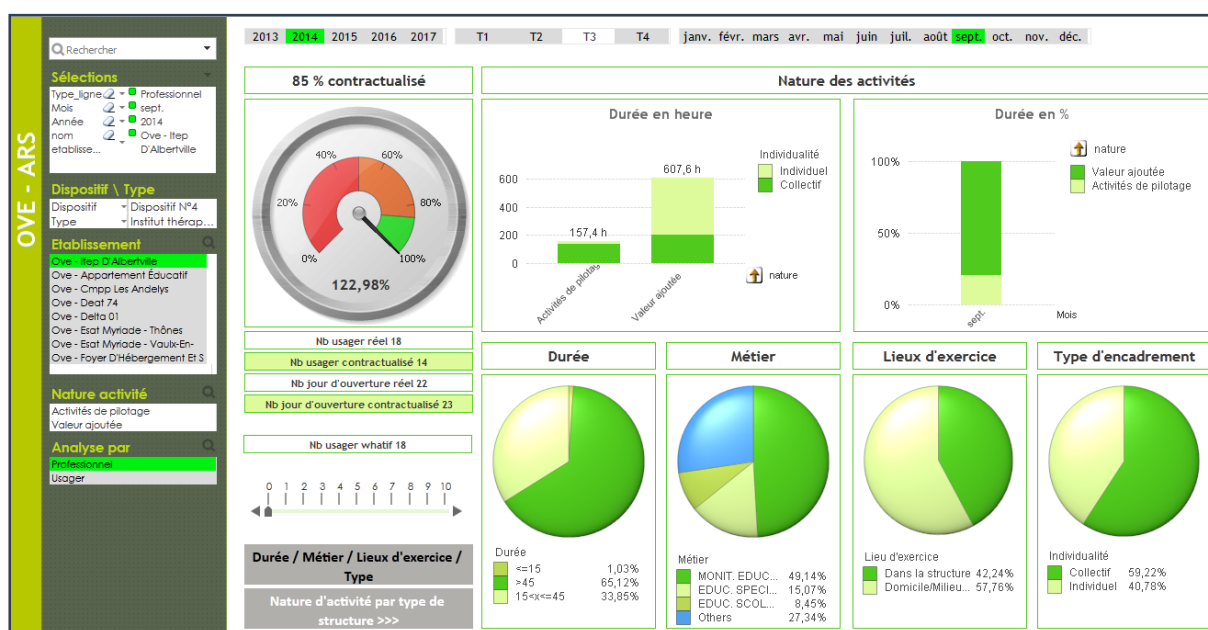 OVE - ARS
Rechercher
Sélections
Type_ligne Professionnel
Mois sept.
Année 2014
nom Ove - Itep
etablisse... D'Albertville
Dispositif \ Type
Dispositif Dispositif N°4
Type Institut thérap...
Etablissement
Ove - Itep D'Albertville
Ove - Appartement Éducatif
Ove - Cmpp Les Andelys
Ove - Deat 74
Ove - Delta 01
Ove - Esat Myriade - Thônes
Ove - Esat Myriade - Vaulx-En-
Ove - Foyer D'Hébergement Et S
Nature activité
Activités de pilotage
Valeur ajoutée
Analyse par
Professionnel
Usager
2013 2014 2015 2016 2017 T1 T2 T3 T4 janv. févr. mars avr. mai juin juil. août sept. oct. nov. déc.
85 % contractualisé
0% 20% 40% 60% 80% 100%
122,98%
Nb usager réel 18
Nb usager contractualisé 14
Nb jour d'ouverture réel 22
Nb jour d'ouverture contractualisé 23
Nb usager whatif 18
0 1 2 3 4 5 6 7 8 9 10
Durée / Métier / Lieux d'exercice /
Type
Nature d'activité par type de
structure >>>
Nature des activités
Durée en heure
Individualité
Individuel
Collectif
600
400
200
0
157,4 h
607,6 h
Activités de pilotag
Valeur ajoutée
nature
Durée en %
nature
Valeur ajoutée
Activités de pilotage
100%
50%
0%
sept.
Mois
Durée
Durée
<=15 1,03%
>45 65,12%
15<x<=45 33,85%
Métier
Métier
MONIT. EDUC... 49,14%
EDUC. SPECI... 15,07%
EDUC. SCOL... 8,45%
Others 27,34%
Lieux d'exercice
Lieu d'exercice
Dans la structure 42,24%
Domicile/Milieu... 57,76%
Type d'encadrement
Individualité
Collectif 59,22%
Individuel 40,78%